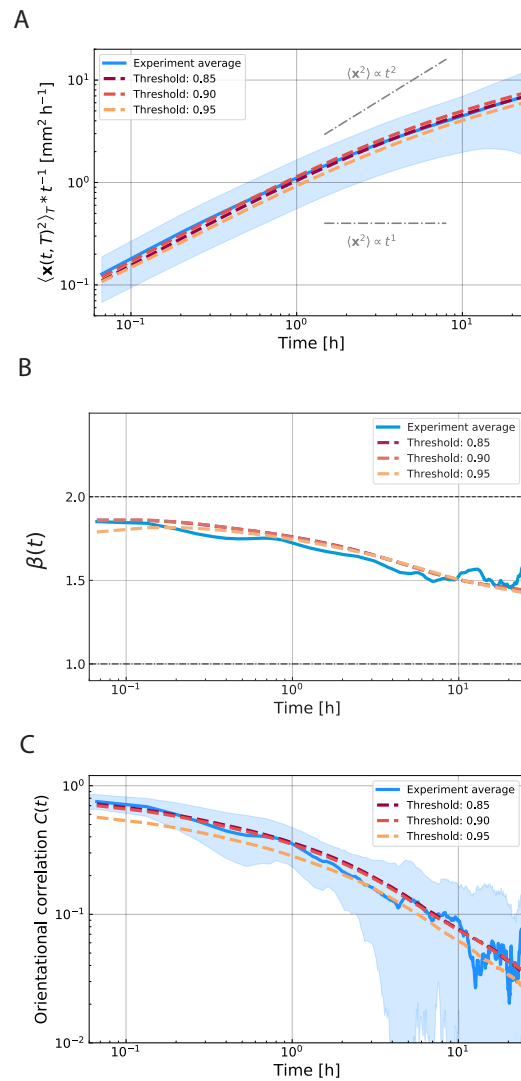 A
Experiment average
Threshold: 0.85
Threshold: 0.90
Threshold: 0.95
⟨x²⟩ ∝ t²
⟨x²⟩ ∝ t¹
10¹
10⁰
10⁻¹
⟨x(t, T)²⟩_T * t⁻¹ [mm² h⁻¹]
10⁻¹ 10⁰ 10¹
Time [h]
B
Experiment average
Threshold: 0.85
Threshold: 0.90
Threshold: 0.95
2.0
1.5
1.0
β(t)
10⁻¹ 10⁰ 10¹
Time [h]
C
Experiment average
Threshold: 0.85
Threshold: 0.90
Threshold: 0.95
10⁰
10⁻¹
10⁻²
Orientational correlation C(t)
10⁻¹ 10⁰ 10¹
Time [h]